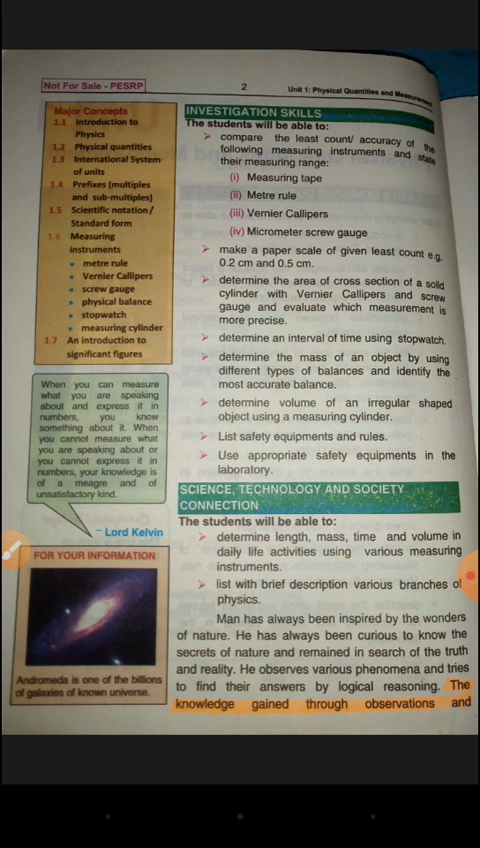 Not For Sale - PESRP
2
Unit 1: Physical Quantities and Measurement
Major Concepts
1.1 Introduction to
Physics
1.2 Physical quantities
1.3 International System
of units
1.4 Prefixes (multiples
and sub-multiples)
1.5 Scientific notation/
Standard form
1.6 Measuring
instruments
• metre rule
• Vernier Callipers
• screw gauge
• physical balance
• stopwatch
• measuring cylinder
1.7 An introduction to
significant figures
When you can measure
what you are speaking
about and express it in
numbers, you know
something about it. When
you cannot measure what
you are speaking about or
you cannot express it in
numbers, your knowledge is
of a meagre and of
unsatisfactory kind.
– Lord Kelvin
FOR YOUR INFORMATION
Andromeda is one of the billions
of galaxies of known universe.
INVESTIGATION SKILLS
The students will be able to:
➢ compare the least count/ accuracy of the
following measuring instruments and state
their measuring range:
(i) Measuring tape
(ii) Metre rule
(iii) Vernier Callipers
(iv) Micrometer screw gauge
➢ make a paper scale of given least count e.g.
0.2 cm and 0.5 cm.
➢ determine the area of cross section of a solid
cylinder with Vernier Callipers and screw
gauge and evaluate which measurement is
more precise.
➢ determine an interval of time using stopwatch.
➢ determine the mass of an object by using
different types of balances and identify the
most accurate balance.
➢ determine volume of an irregular shaped
object using a measuring cylinder.
➢ List safety equipments and rules.
➢ Use appropriate safety equipments in the
laboratory.
SCIENCE, TECHNOLOGY AND SOCIETY
CONNECTION
The students will be able to:
➢ determine length, mass, time and volume in
daily life activities using various measuring
instruments.
➢ list with brief description various branches of
physics.
Man has always been inspired by the wonders
of nature. He has always been curious to know the
secrets of nature and remained in search of the truth
and reality. He observes various phenomena and tries
to find their answers by logical reasoning. The
knowledge gained through observations and